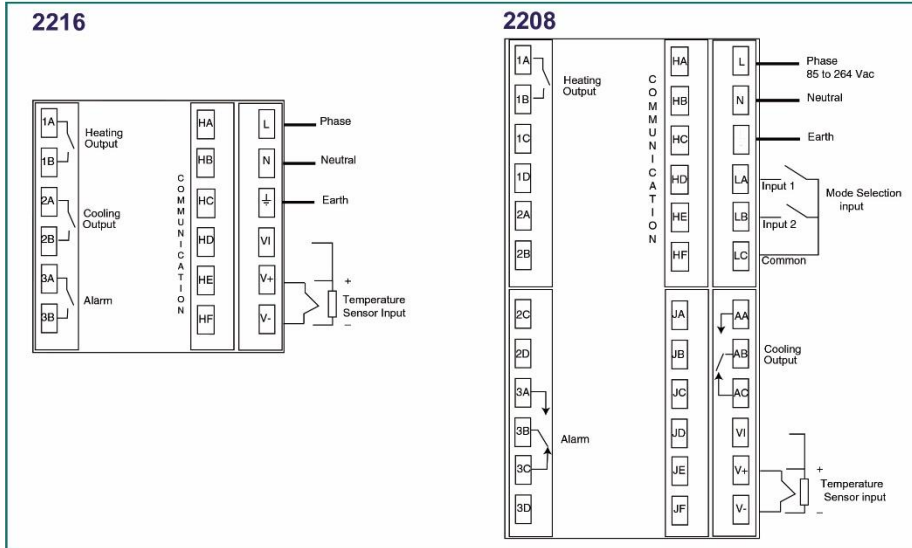 2216
1A
1B
2A
2B
3A
3B
Heating
Output
Cooling
Output
Alarm
COMMUNICATION
HA
HB
HC
HD
HE
HF
L
N
VI
V+
V-
Phase
Neutral
Earth
+
Temperature
Sensor Input
–
2208
1A
1B
1C
1D
2A
2B
2C
2D
3A
3B
3C
3D
Heating
Output
Alarm
COMMUNICATION
HA
HB
HC
HD
HE
HF
JA
JB
JC
JD
JE
JF
L
N
LA
LB
LC
AA
AB
AC
VI
V+
V-
Phase
85 to 264 Vac
Neutral
Earth
Input 1
Mode Selection
input
Input 2
Common
Cooling
Output
+
Temperature
Sensor input
–